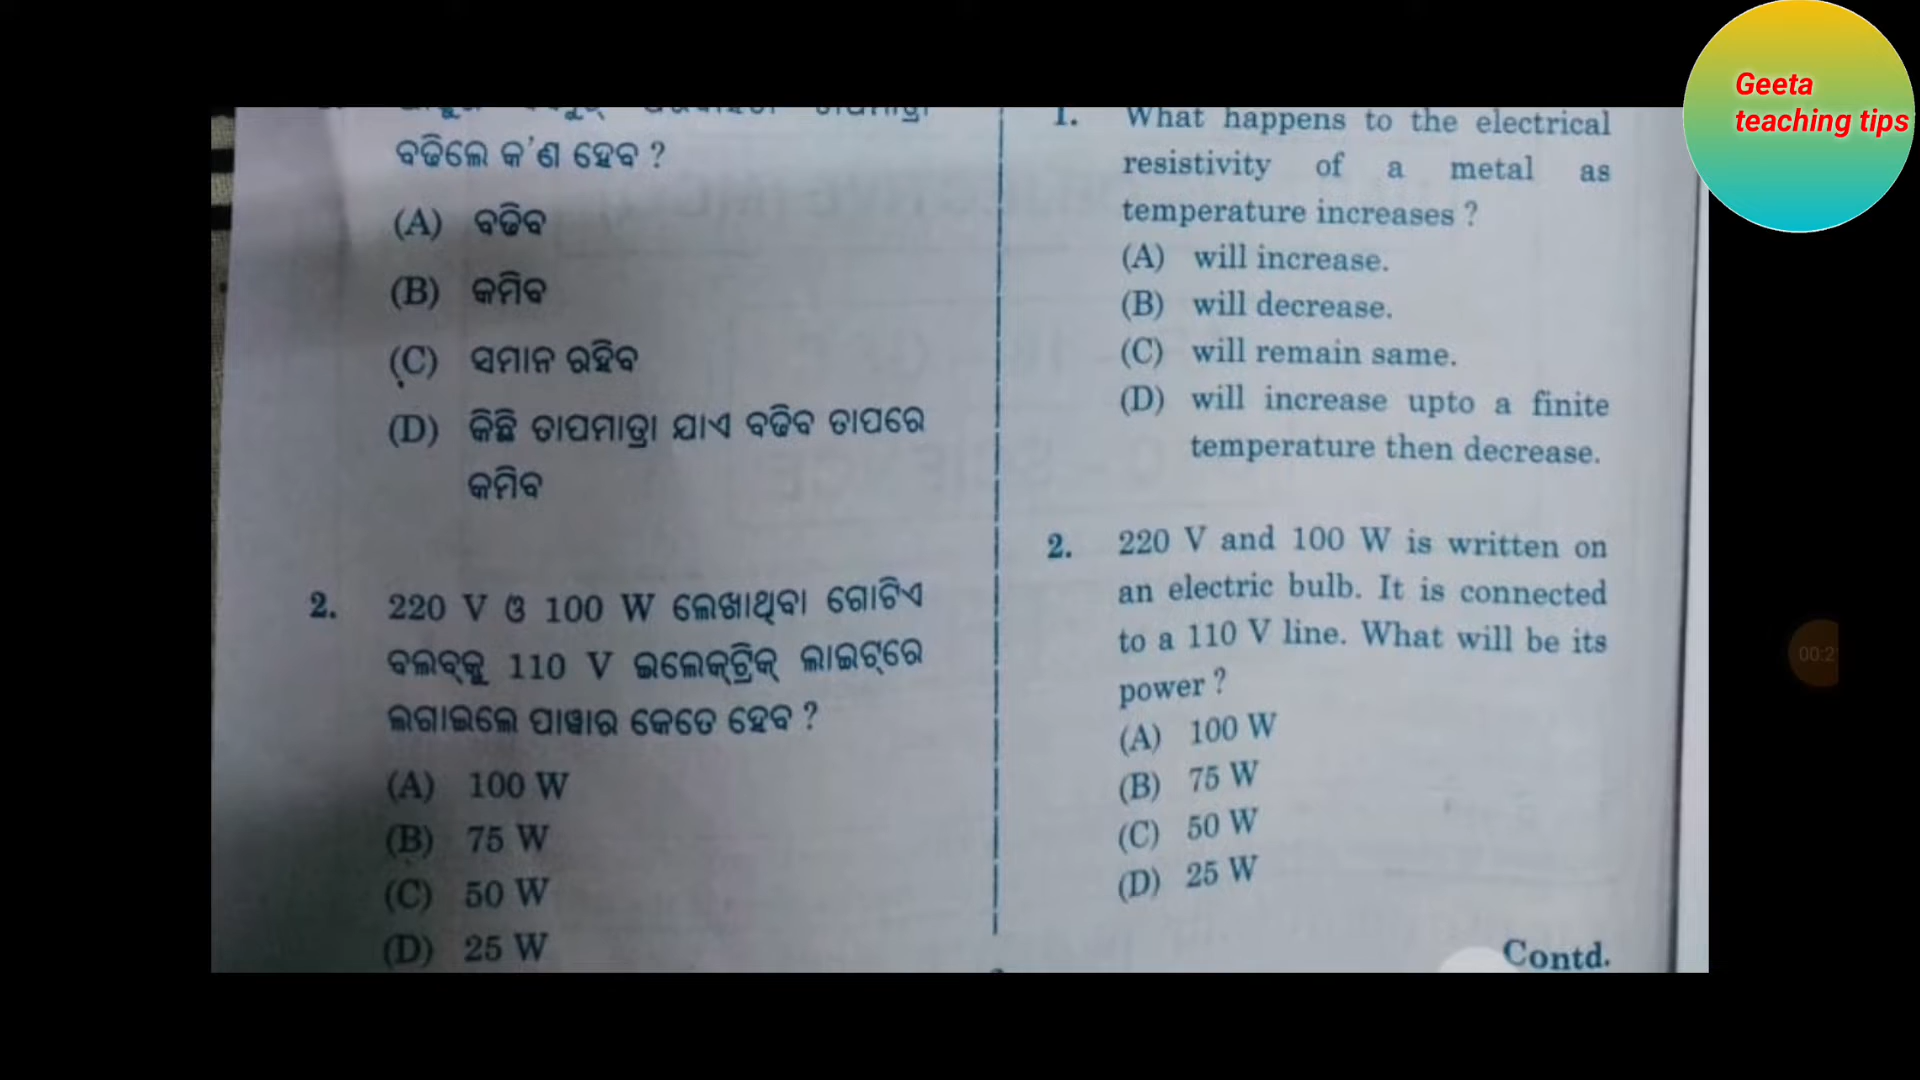 ବଢିଲେ କ'ଣ ହେବ ?
(A) ବଢିବ
(B) କମିବ
(C) ସମାନ ରହିବ
(D) କିଛି ତାପମାତ୍ରା ଯାଏ ବଢିବ ତାପରେ
କମିବ
2. 220 V ଓ 100 W ଲେଖାଥିବା ଗୋଟିଏ
ବଲବ୍‌କୁ 110 V ଇଲେକ୍‌ଟ୍ରିକ୍ ଲାଇଟ୍‌ରେ
ଲଗାଇଲେ ପାୱାର କେତେ ହେବ ?
(A) 100 W
(B) 75 W
(C) 50 W
(D) 25 W
1. What happens to the electrical
resistivity of a metal as
temperature increases ?
(A) will increase.
(B) will decrease.
(C) will remain same.
(D) will increase upto a finite
temperature then decrease.
2. 220 V and 100 W is written on
an electric bulb. It is connected
to a 110 V line. What will be its
power ?
(A) 100 W
(B) 75 W
(C) 50 W
(D) 25 W
Contd.
Geeta
teaching tips